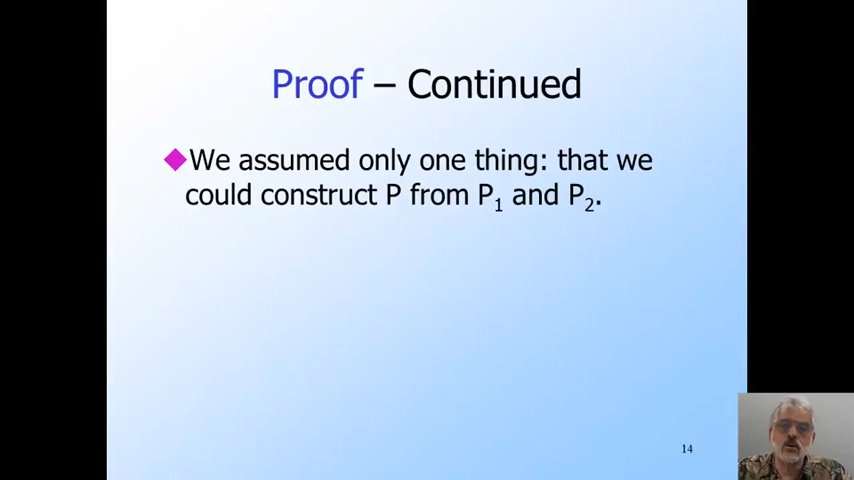 Proof – Continued
We assumed only one thing: that we
could construct P from P₁ and P₂.
14